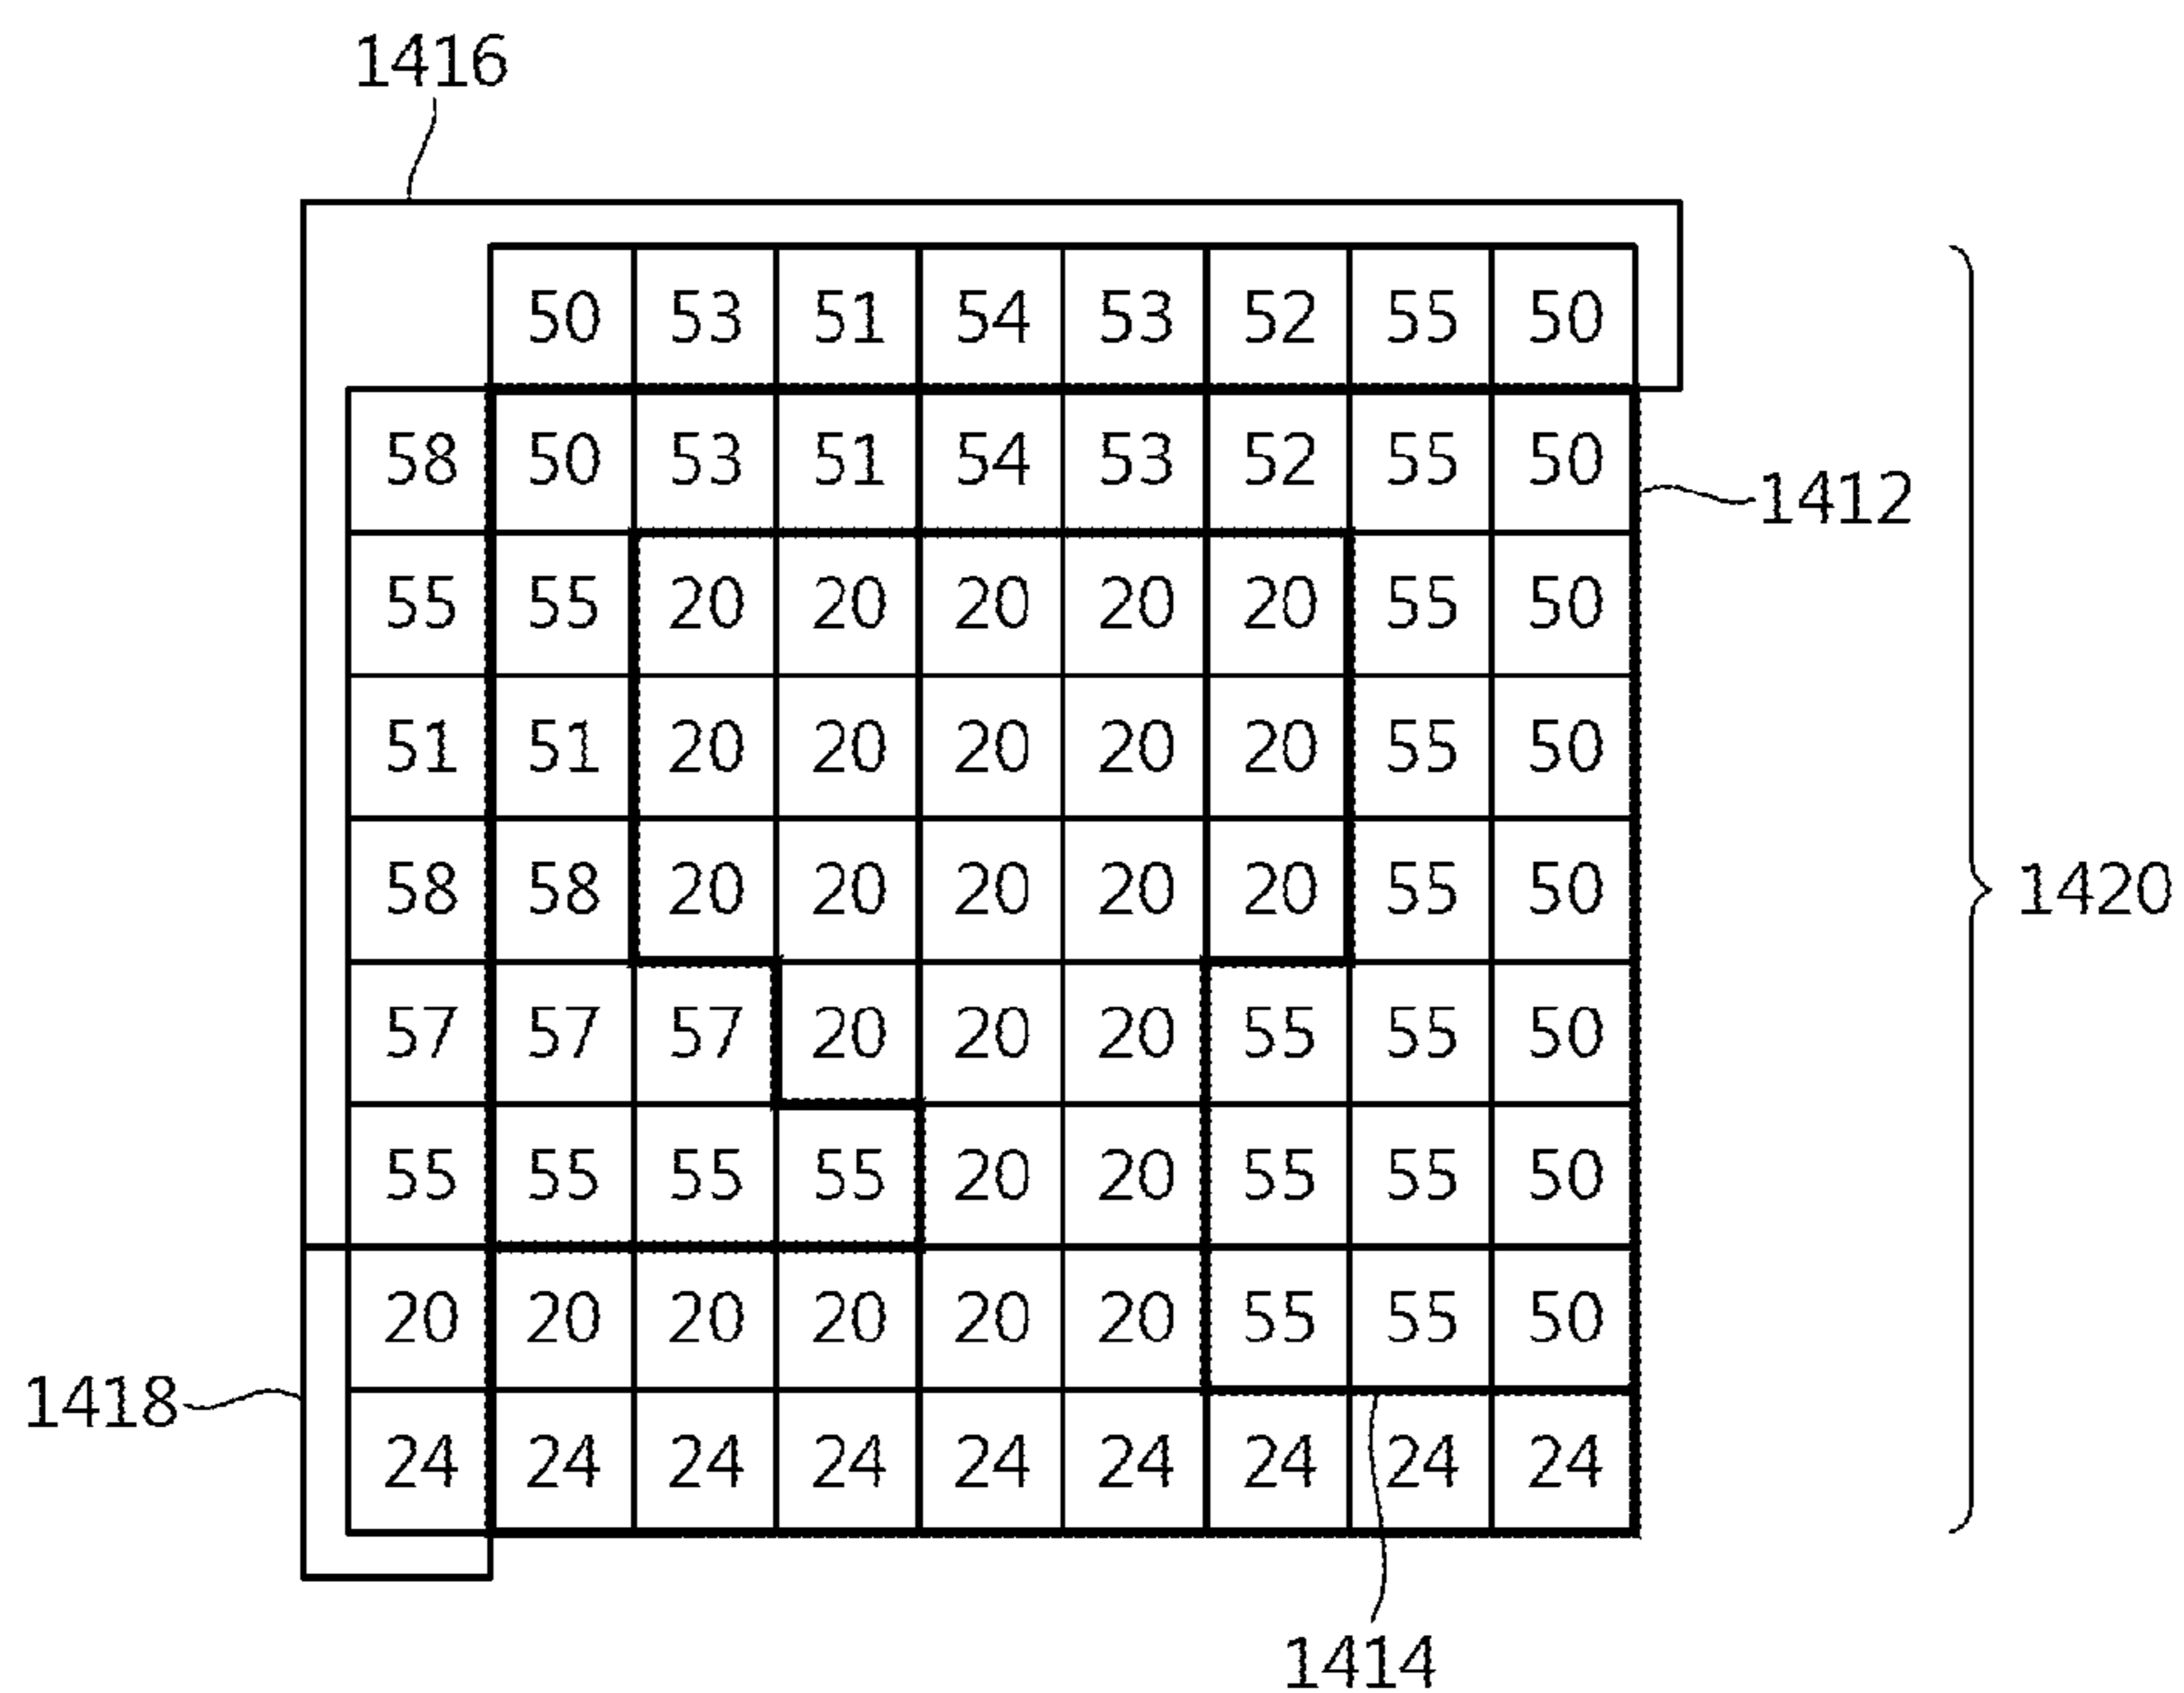 1416
50 53 51 54 53 52 55 50
58 50 53 51 54 53 52 55 50
1412
55 55 20 20 20 20 20 55 50
51 51 20 20 20 20 20 55 50
58 58 20 20 20 20 20 55 50
1420
57 57 57 20 20 20 55 55 50
55 55 55 55 20 20 55 55 50
20 20 20 20 20 20 55 55 50
1418
24 24 24 24 24 24 24 24 24
1414